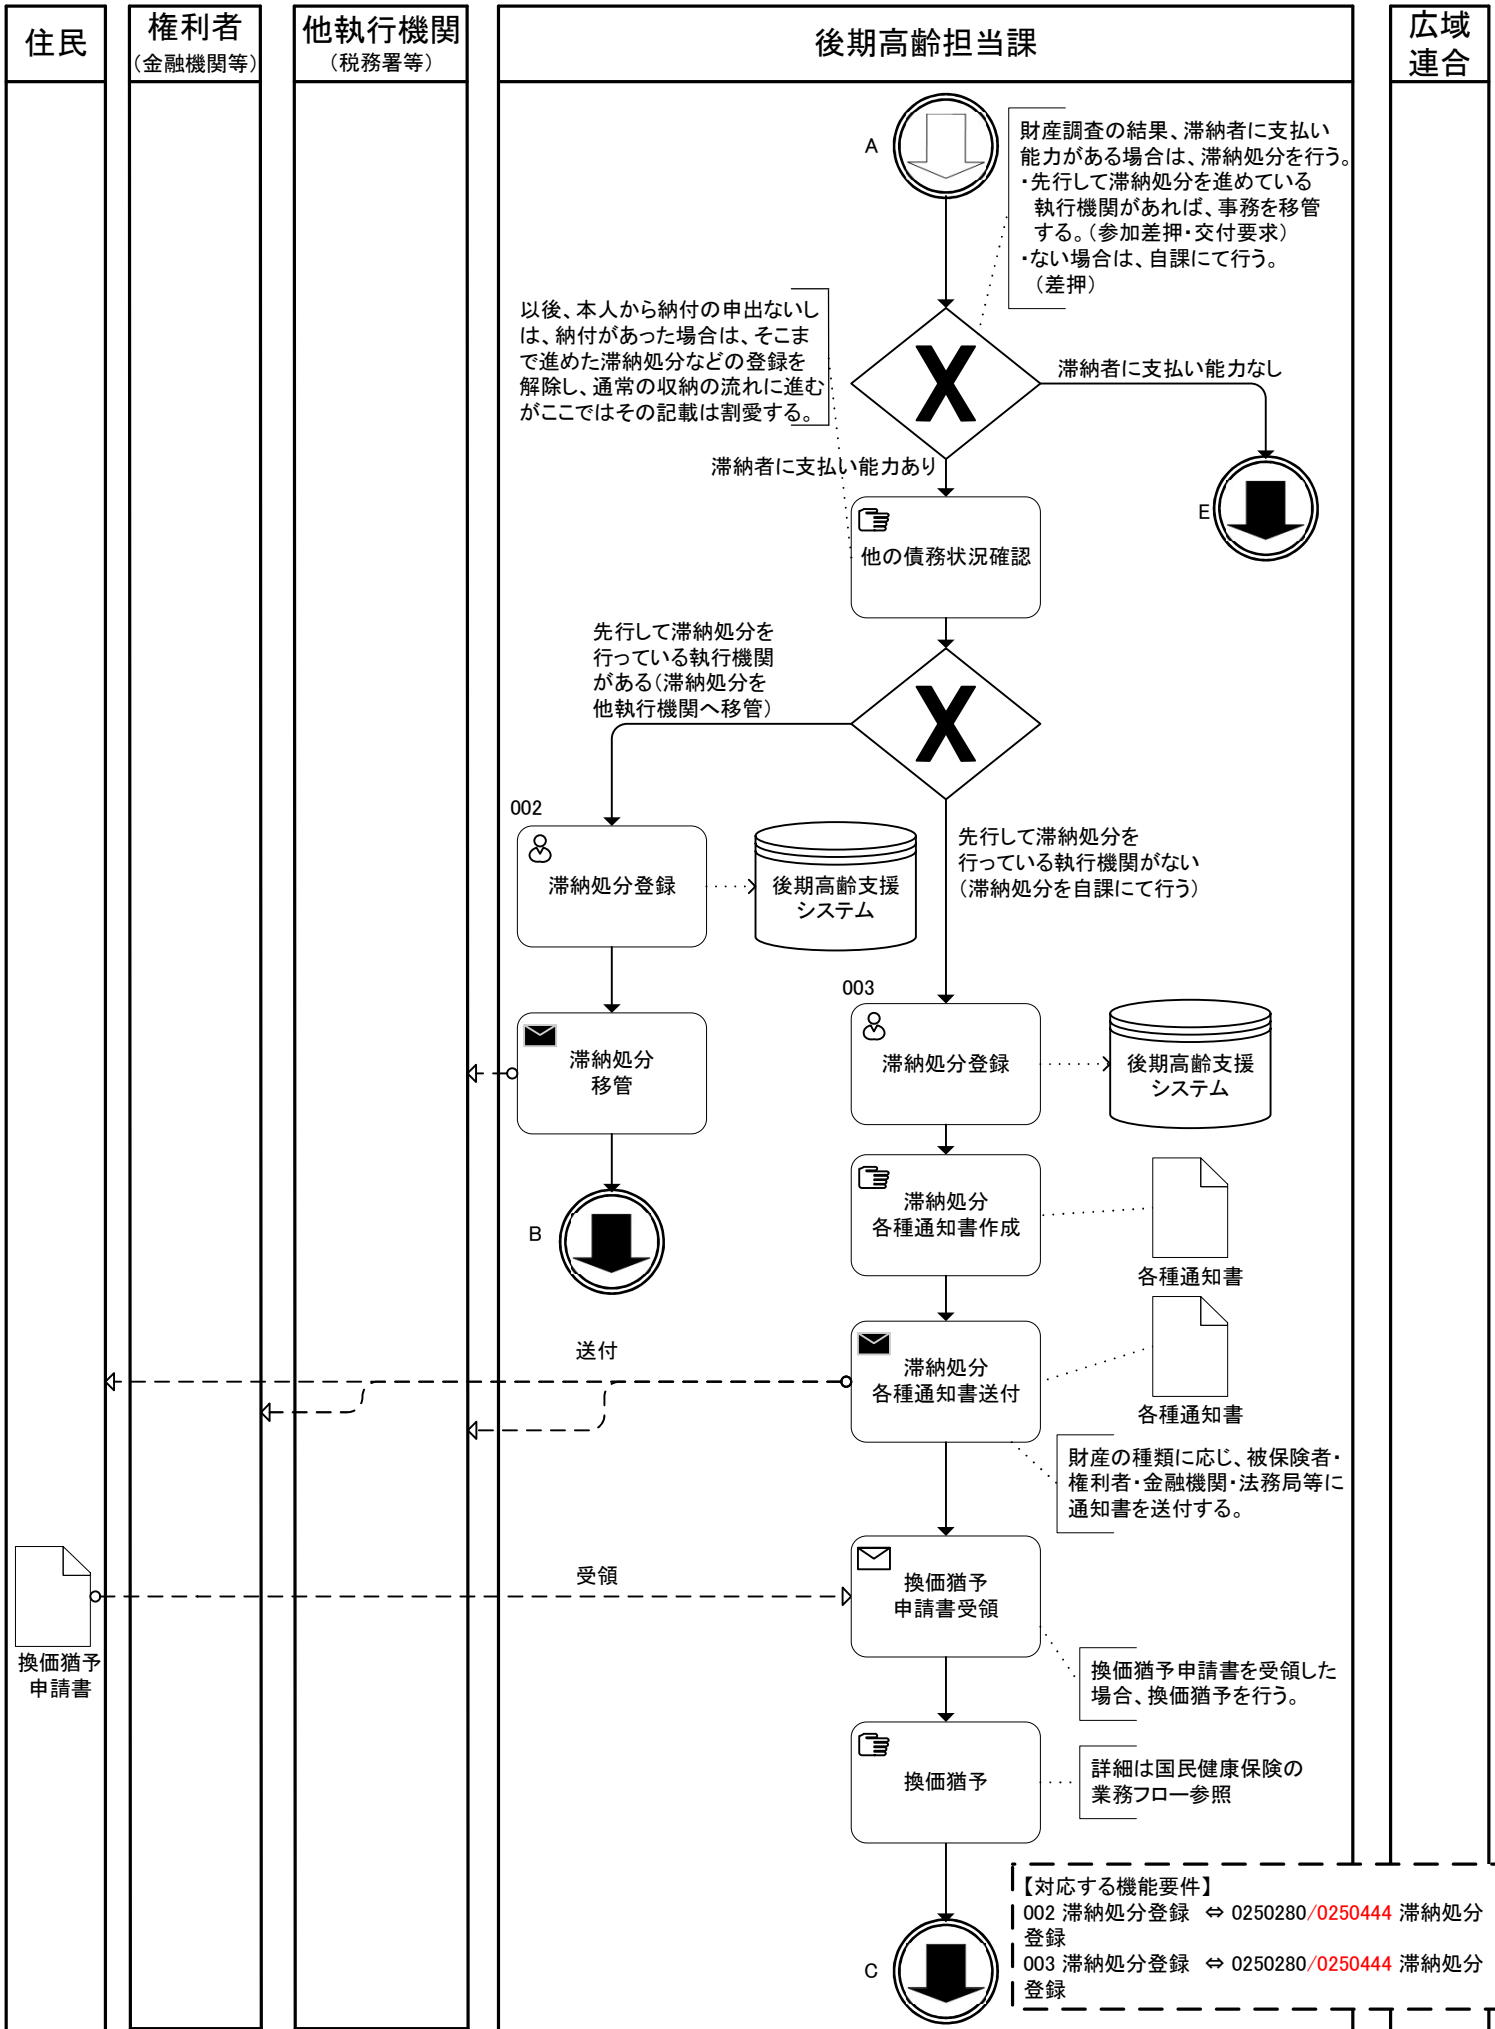 住民
権利者
（金融機関等）
他執行機関
（税務署等）
後期高齢担当課
広域
連合
A
財産調査の結果、滞納者に支払い
能力がある場合は、滞納処分を行う。
・先行して滞納処分を進めている
執行機関があれば、事務を移管
する。（参加差押・交付要求）
・ない場合は、自課にて行う。
（差押）
以後、本人から納付の申出ないし
は、納付があった場合は、そこま
で進めた滞納処分などの登録を
解除し、通常の収納の流れに進む
がここではその記載は割愛する。
X
滞納者に支払い能力なし
滞納者に支払い能力あり
E
他の債務状況確認
先行して滞納処分を
行っている執行機関
がある（滞納処分を
他執行機関へ移管）
X
002
滞納処分登録
後期高齢支援
システム
先行して滞納処分を
行っている執行機関がない
（滞納処分を自課にて行う）
003
滞納処分登録
後期高齢支援
システム
滞納処分
移管
B
滞納処分
各種通知書作成
各種通知書
送付
滞納処分
各種通知書送付
各種通知書
財産の種類に応じ、被保険者・
権利者・金融機関・法務局等に
通知書を送付する。
換価猶予
申請書
受領
換価猶予
申請書受領
換価猶予申請書を受領した
場合、換価猶予を行う。
換価猶予
詳細は国民健康保険の
業務フロー参照
C
【対応する機能要件】
002 滞納処分登録 ⇔ 0250280/0250444 滞納処分
登録
003 滞納処分登録 ⇔ 0250280/0250444 滞納処分
登録